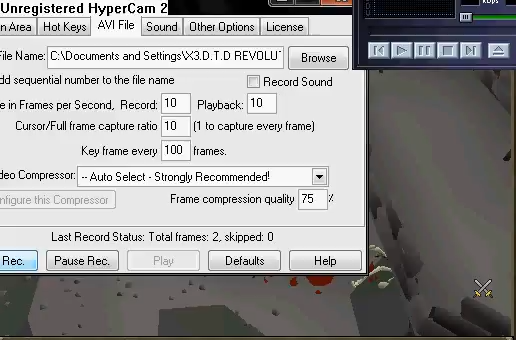 Unregistered HyperCam 2
kbps
n Area Hot Keys AVI File Sound Other Options License
File Name: C:\Documents and Settings\X3.D.T.D REVOLU
Browse
dd sequential number to the file name
Record Sound
e in Frames per Second, Record: 10 Playback: 10
Cursor/Full frame capture ratio 10 (1 to capture every frame)
Key frame every 100 frames.
deo Compressor: -- Auto Select - Strongly Recommended!
nfigure this Compressor
Frame compression quality 75 %
Last Record Status: Total frames: 2, skipped: 0
Rec. Pause Rec. Play Defaults Help